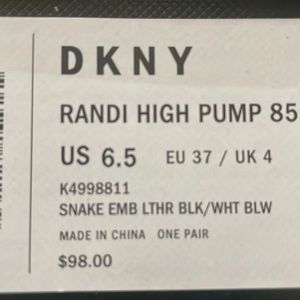 DKNY
RANDI HIGH PUMP 85
US 6.5 EU 37 / UK 4
K4998811
SNAKE EMB LTHR BLK/WHT BLW
MADE IN CHINA ONE PAIR
$98.00